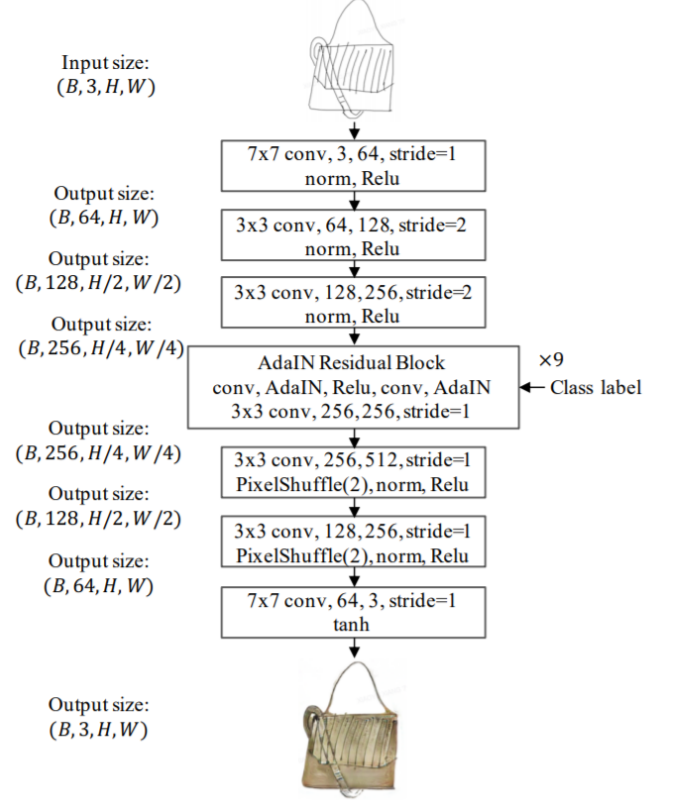 Input size:
(B, 3, H, W)
7x7 conv, 3, 64, stride=1
norm, Relu
Output size:
(B, 64, H, W)
3x3 conv, 64, 128, stride=2
norm, Relu
Output size:
(B, 128, H/2, W/2)
3x3 conv, 128,256,stride=2
norm, Relu
Output size:
(B, 256, H/4, W/4)
AdaIN Residual Block
conv, AdaIN, Relu, conv, AdaIN
3x3 conv, 256,256,stride=1
×9
Class label
Output size:
(B, 256, H/4, W/4)
3x3 conv, 256,512,stride=1
PixelShuffle(2),norm, Relu
Output size:
(B, 128, H/2, W/2)
3x3 conv, 128,256,stride=1
PixelShuffle(2),norm, Relu
Output size:
(B, 64, H, W)
7x7 conv, 64, 3, stride=1
tanh
Output size:
(B, 3, H, W)